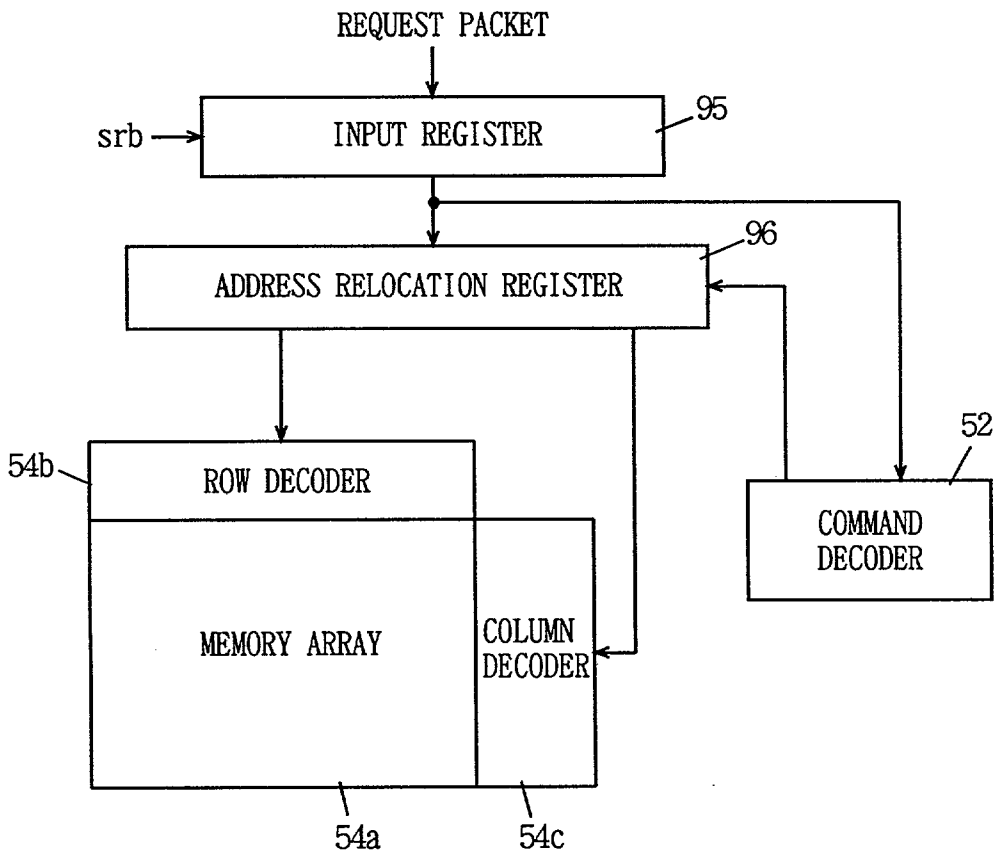 REQUEST PACKET
95
srb
INPUT REGISTER
96
ADDRESS RELOCATION REGISTER
54b
ROW DECODER
52
COMMAND
DECODER
MEMORY ARRAY
COLUMN
DECODER
54a
54c